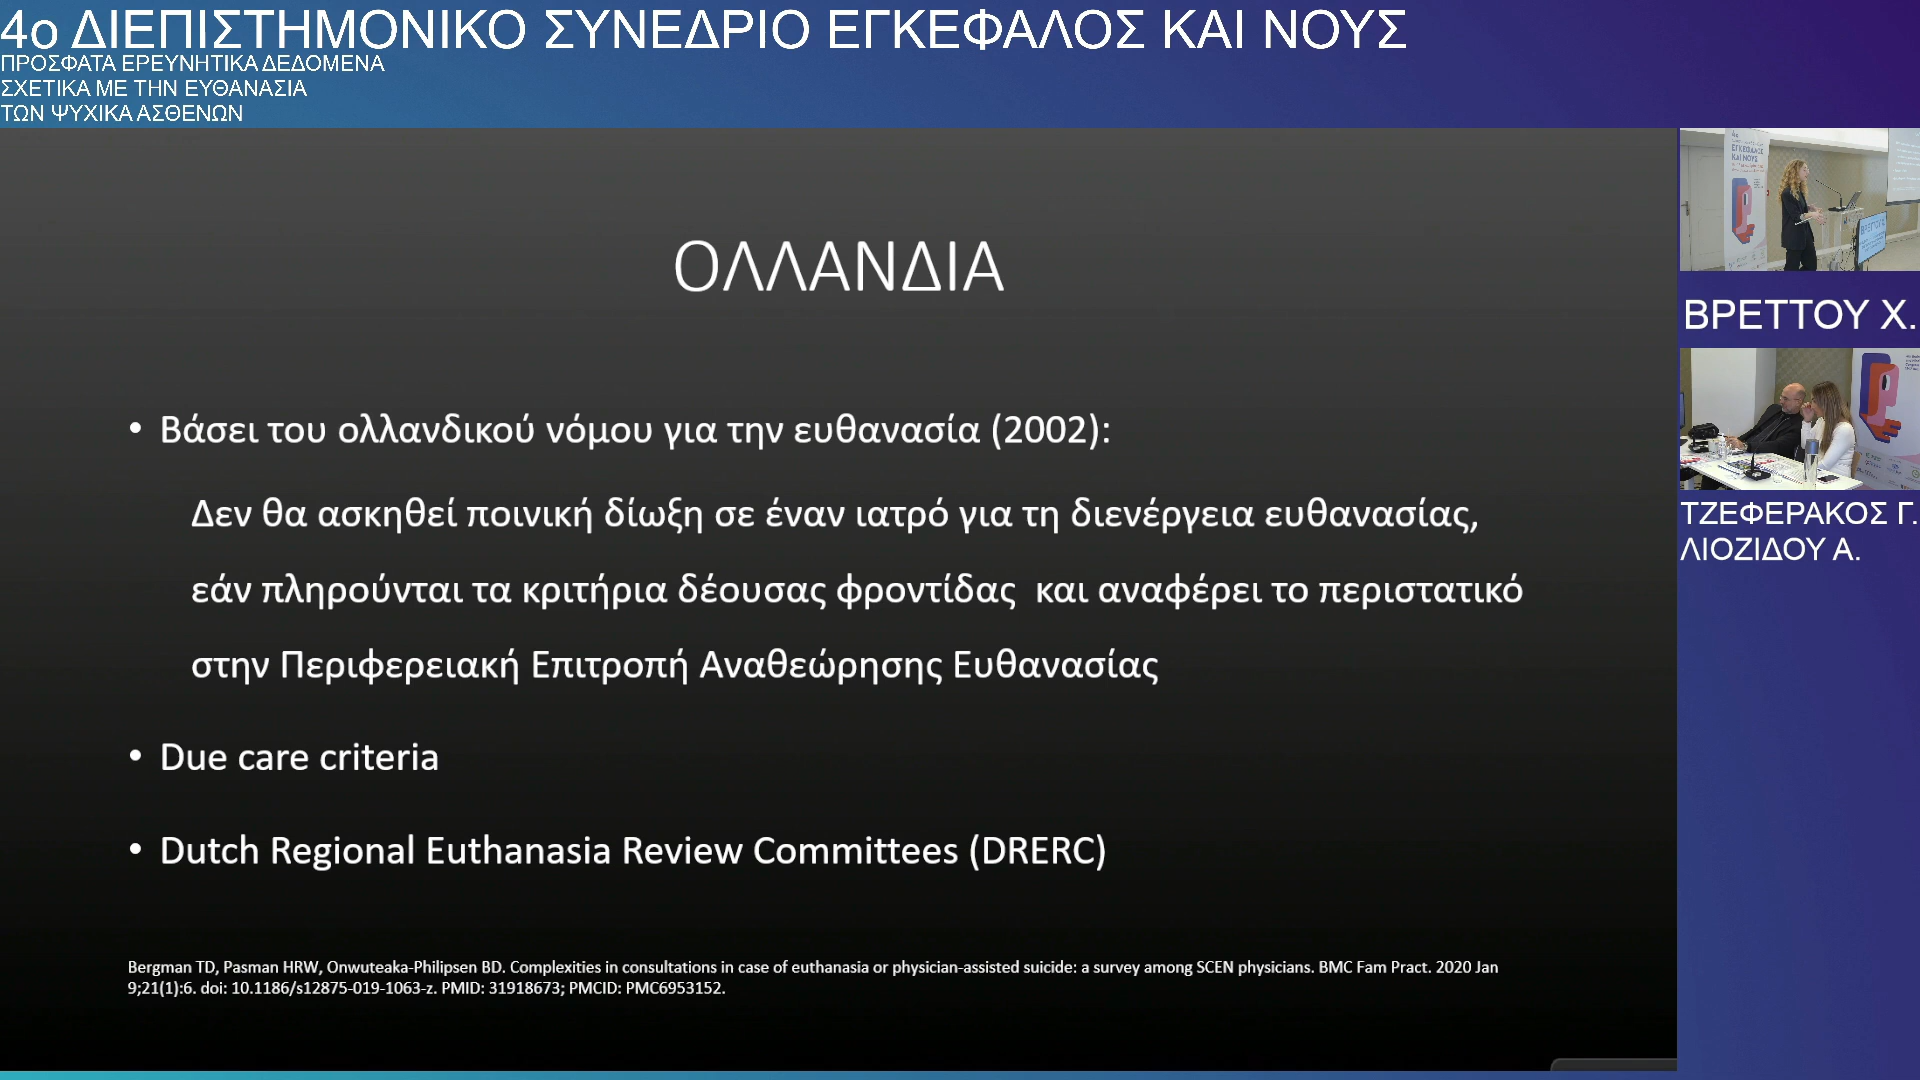 4ο ΔΙΕΠΙΣΤΗΜΟΝΙΚΟ ΣΥΝΕΔΡΙΟ ΕΓΚΕΦΑΛΟΣ ΚΑΙ ΝΟΥΣ
ΠΡΟΣΦΑΤΑ ΕΡΕΥΝΗΤΙΚΑ ΔΕΔΟΜΕΝΑ
ΣΧΕΤΙΚΑ ΜΕ ΤΗΝ ΕΥΘΑΝΑΣΙΑ
ΤΩΝ ΨΥΧΙΚΑ ΑΣΘΕΝΩΝ
ΟΛΛΑΝΔΙΑ
• Βάσει του ολλανδικού νόμου για την ευθανασία (2002):
Δεν θα ασκηθεί ποινική δίωξη σε έναν ιατρό για τη διενέργεια ευθανασίας,
εάν πληρούνται τα κριτήρια δέουσας φροντίδας και αναφέρει το περιστατικό
στην Περιφερειακή Επιτροπή Αναθεώρησης Ευθανασίας
• Due care criteria
• Dutch Regional Euthanasia Review Committees (DRERC)
Bergman TD, Pasman HRW, Onwuteaka-Philipsen BD. Complexities in consultations in case of euthanasia or physician-assisted suicide: a survey among SCEN physicians. BMC Fam Pract. 2020 Jan
9;21(1):6. doi: 10.1186/s12875-019-1063-z. PMID: 31918673; PMCID: PMC6953152.
ΕΓΚΕΦΑΛΟΣ
ΚΑΙ ΝΟΥΣ
ΒΡΕΤΤΟΥ Χ.
ΤΖΕΦΕΡΑΚΟΣ Γ.
ΛΙΟΖΙΔΟΥ Α.